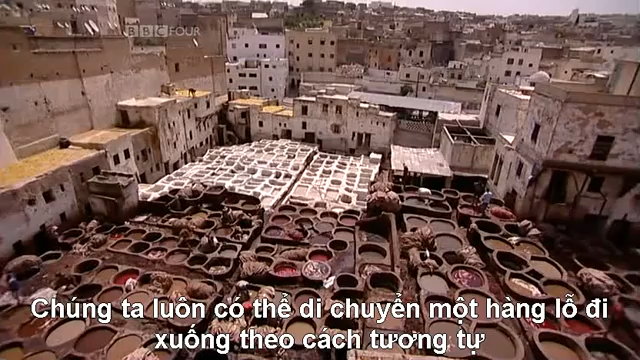 BBC FOUR
Chúng ta luôn có thể di chuyển một hàng lỗ đi
xuống theo cách tương tự